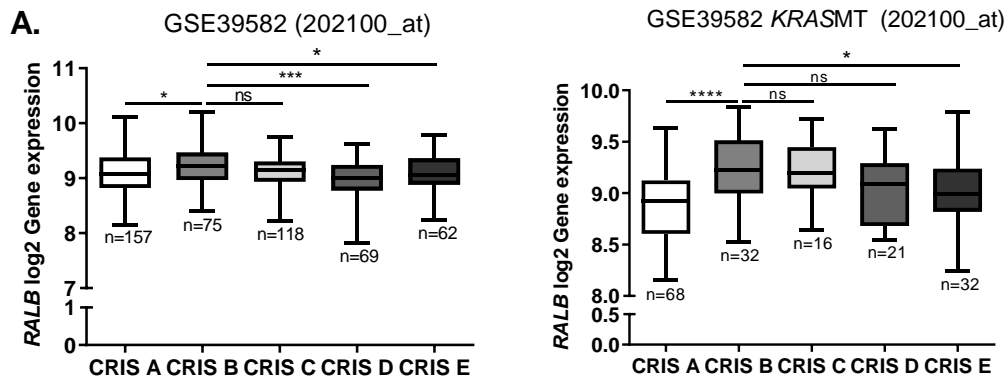 A.
GSE39582 (202100_at)
RALB log2 Gene expression
11
10
9
8
7
1
0
*
***
* ns
n=157
n=75
n=118
n=69
n=62
CRIS A CRIS B CRIS C CRIS D CRIS E
GSE39582 KRASMT (202100_at)
RALB log2 Gene expression
10.0
9.5
9.0
8.5
8.0
0.5
0.0
*
ns
**** ns
n=68
n=32
n=16
n=21
n=32
CRIS A CRIS B CRIS C CRIS D CRIS E